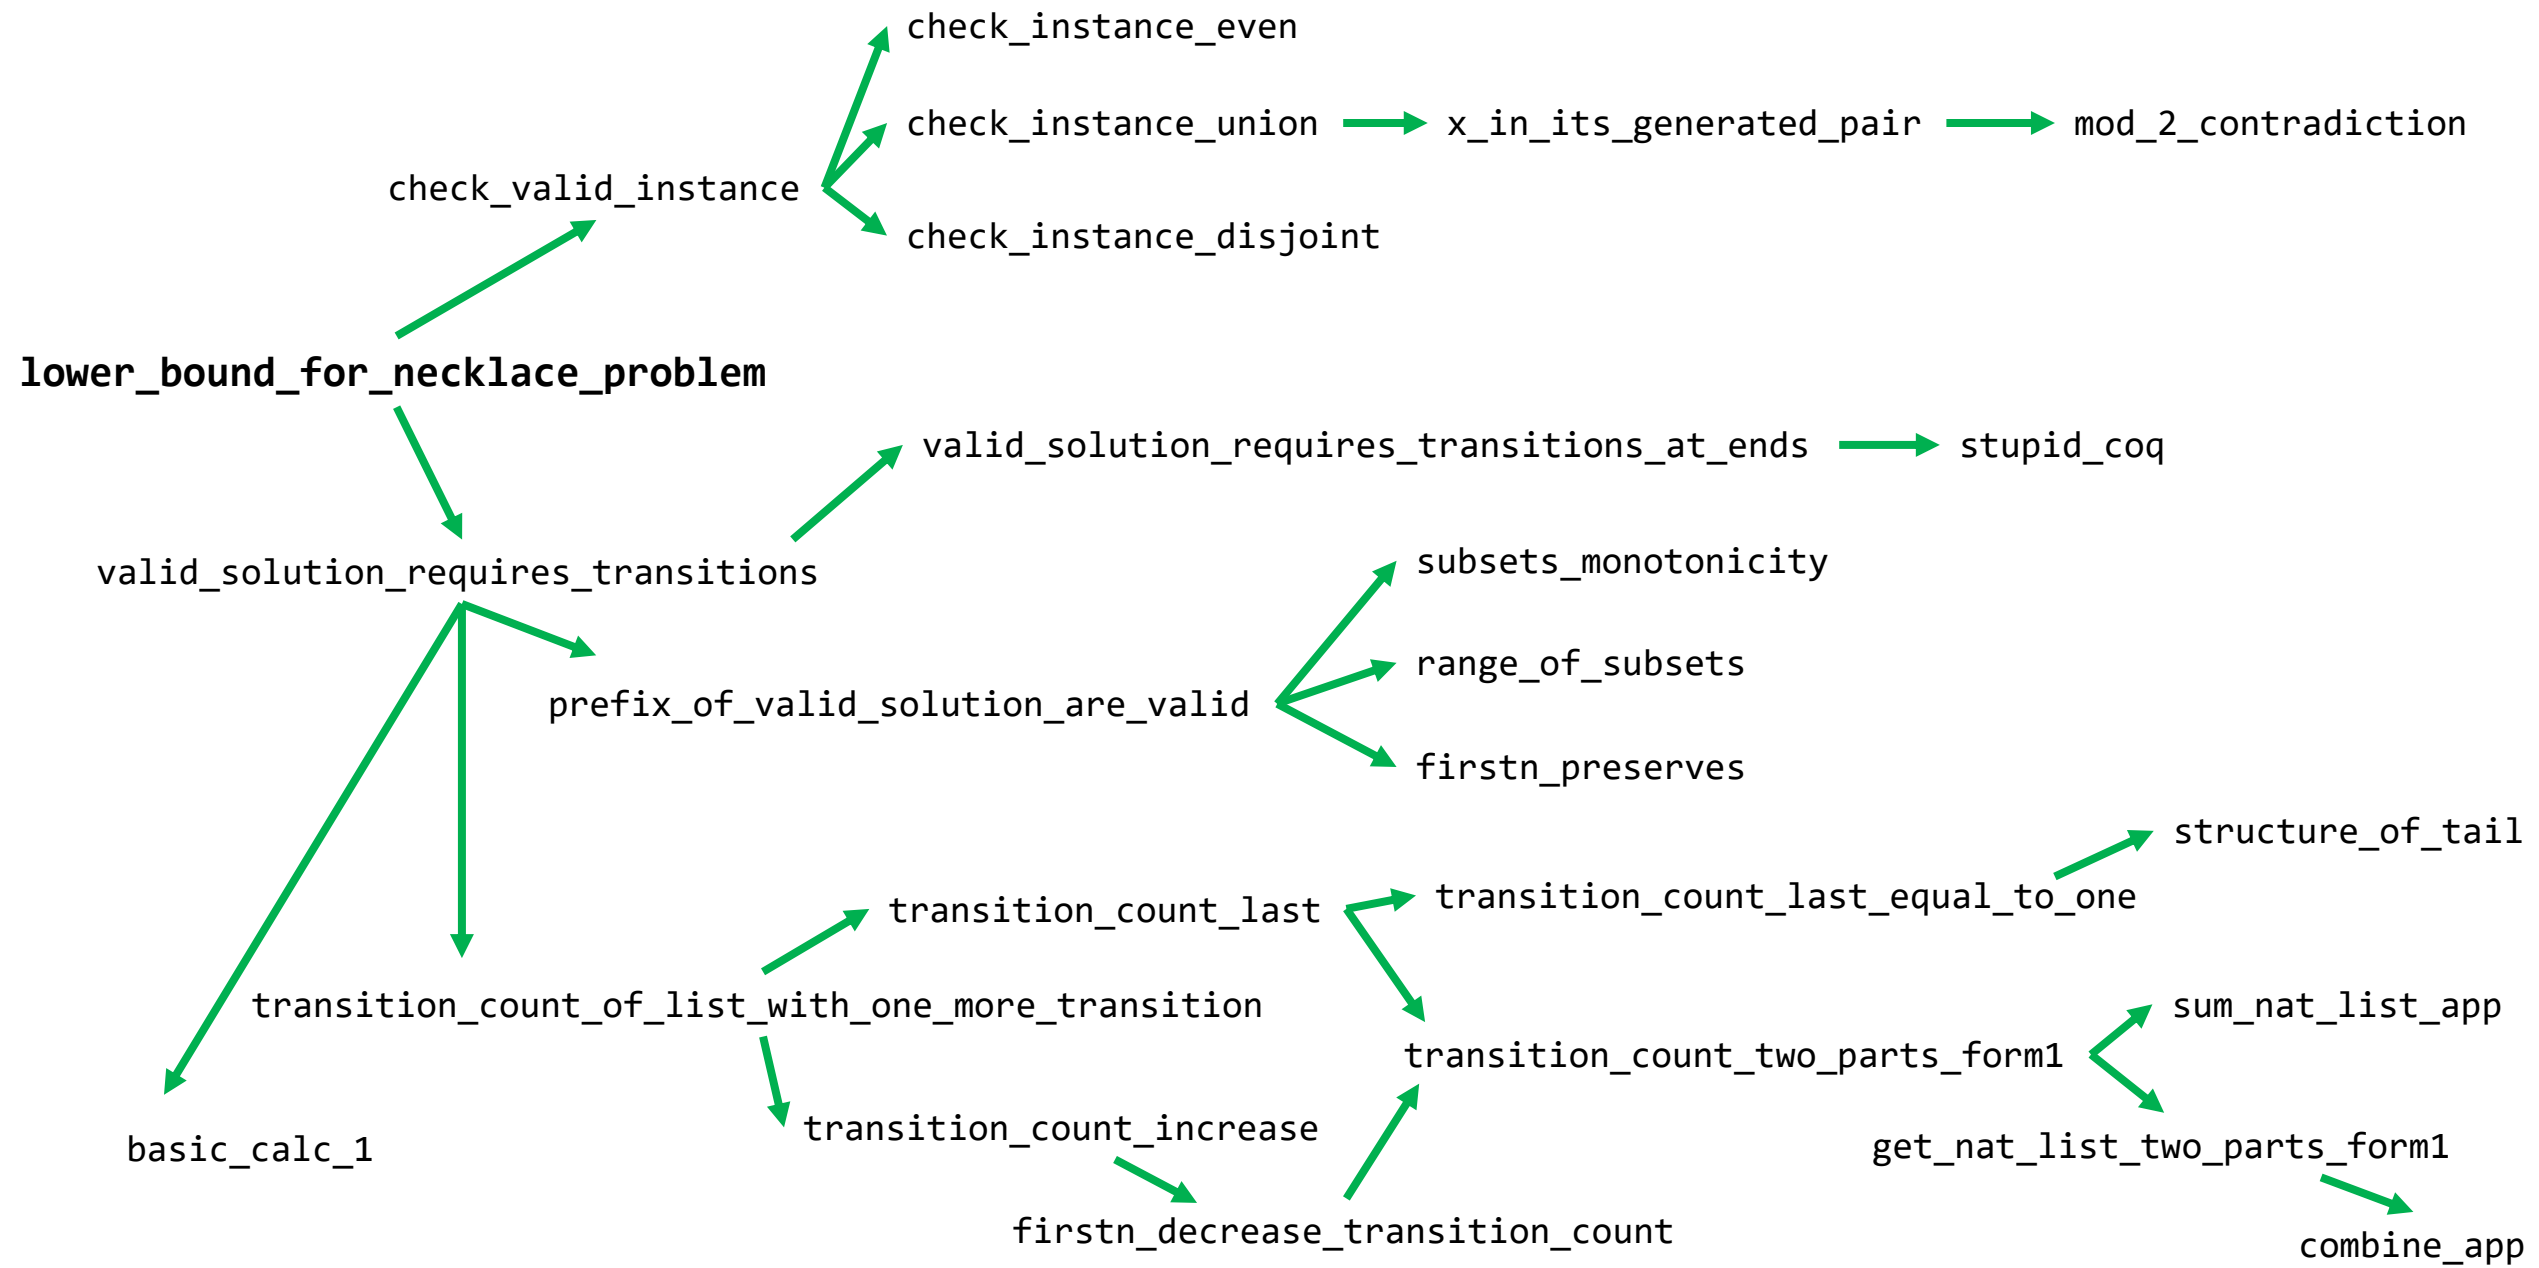 check_instance_even
check_instance_union
x_in_its_generated_pair
mod_2_contradiction
check_valid_instance
check_instance_disjoint
lower_bound_for_necklace_problem
valid_solution_requires_transitions_at_ends
stupid_coq
subsets_monotonicity
valid_solution_requires_transitions
range_of_subsets
prefix_of_valid_solution_are_valid
firstn_preserves
structure_of_tail
transition_count_last
transition_count_last_equal_to_one
transition_count_of_list_with_one_more_transition
sum_nat_list_app
transition_count_two_parts_form1
transition_count_increase
basic_calc_1
get_nat_list_two_parts_form1
firstn_decrease_transition_count
combine_app